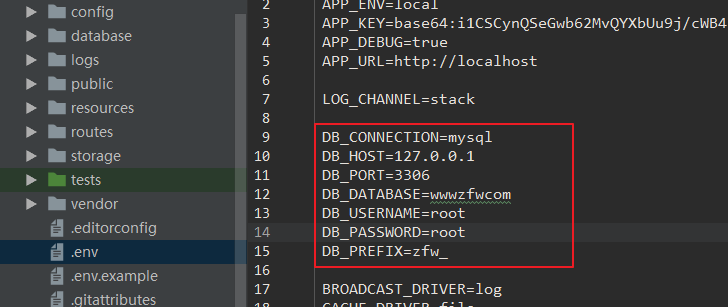 config
database
logs
public
resources
routes
storage
tests
vendor
.editorconfig
.env
.env.example
.gitattributes
2 APP_ENV=local
3 APP_KEY=base64:i1CSCynQSeGwb62MvQYXbUu9j/cWB4
4 APP_DEBUG=true
5 APP_URL=http://localhost
6
7 LOG_CHANNEL=stack
8
9 DB_CONNECTION=mysql
10 DB_HOST=127.0.0.1
11 DB_PORT=3306
12 DB_DATABASE=wwwzfwcom
13 DB_USERNAME=root
14 DB_PASSWORD=root
15 DB_PREFIX=zfw_
16
17 BROADCAST_DRIVER=log
18 CACHE_DRIVER=file